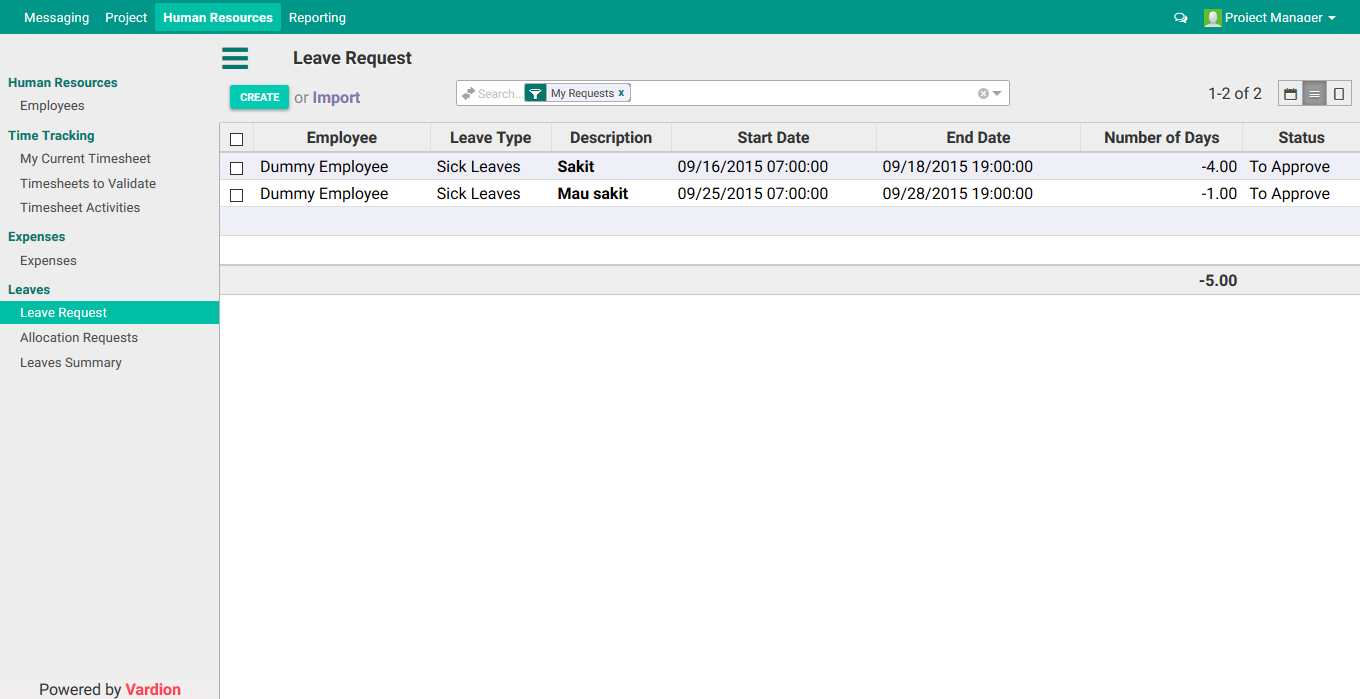 Messaging Project Human Resources Reporting Project Manager
Leave Request
CREATE or Import
Search... My Requests x
1-2 of 2
Human Resources
Employees
Time Tracking
My Current Timesheet
Timesheets to Validate
Timesheet Activities
Expenses
Expenses
Leaves
Leave Request
Allocation Requests
Leaves Summary
Powered by Vardion
Employee Leave Type Description Start Date End Date Number of Days Status
Dummy Employee Sick Leaves Sakit 09/16/2015 07:00:00 09/18/2015 19:00:00 -4.00 To Approve
Dummy Employee Sick Leaves Mau sakit 09/25/2015 07:00:00 09/28/2015 19:00:00 -1.00 To Approve
-5.00